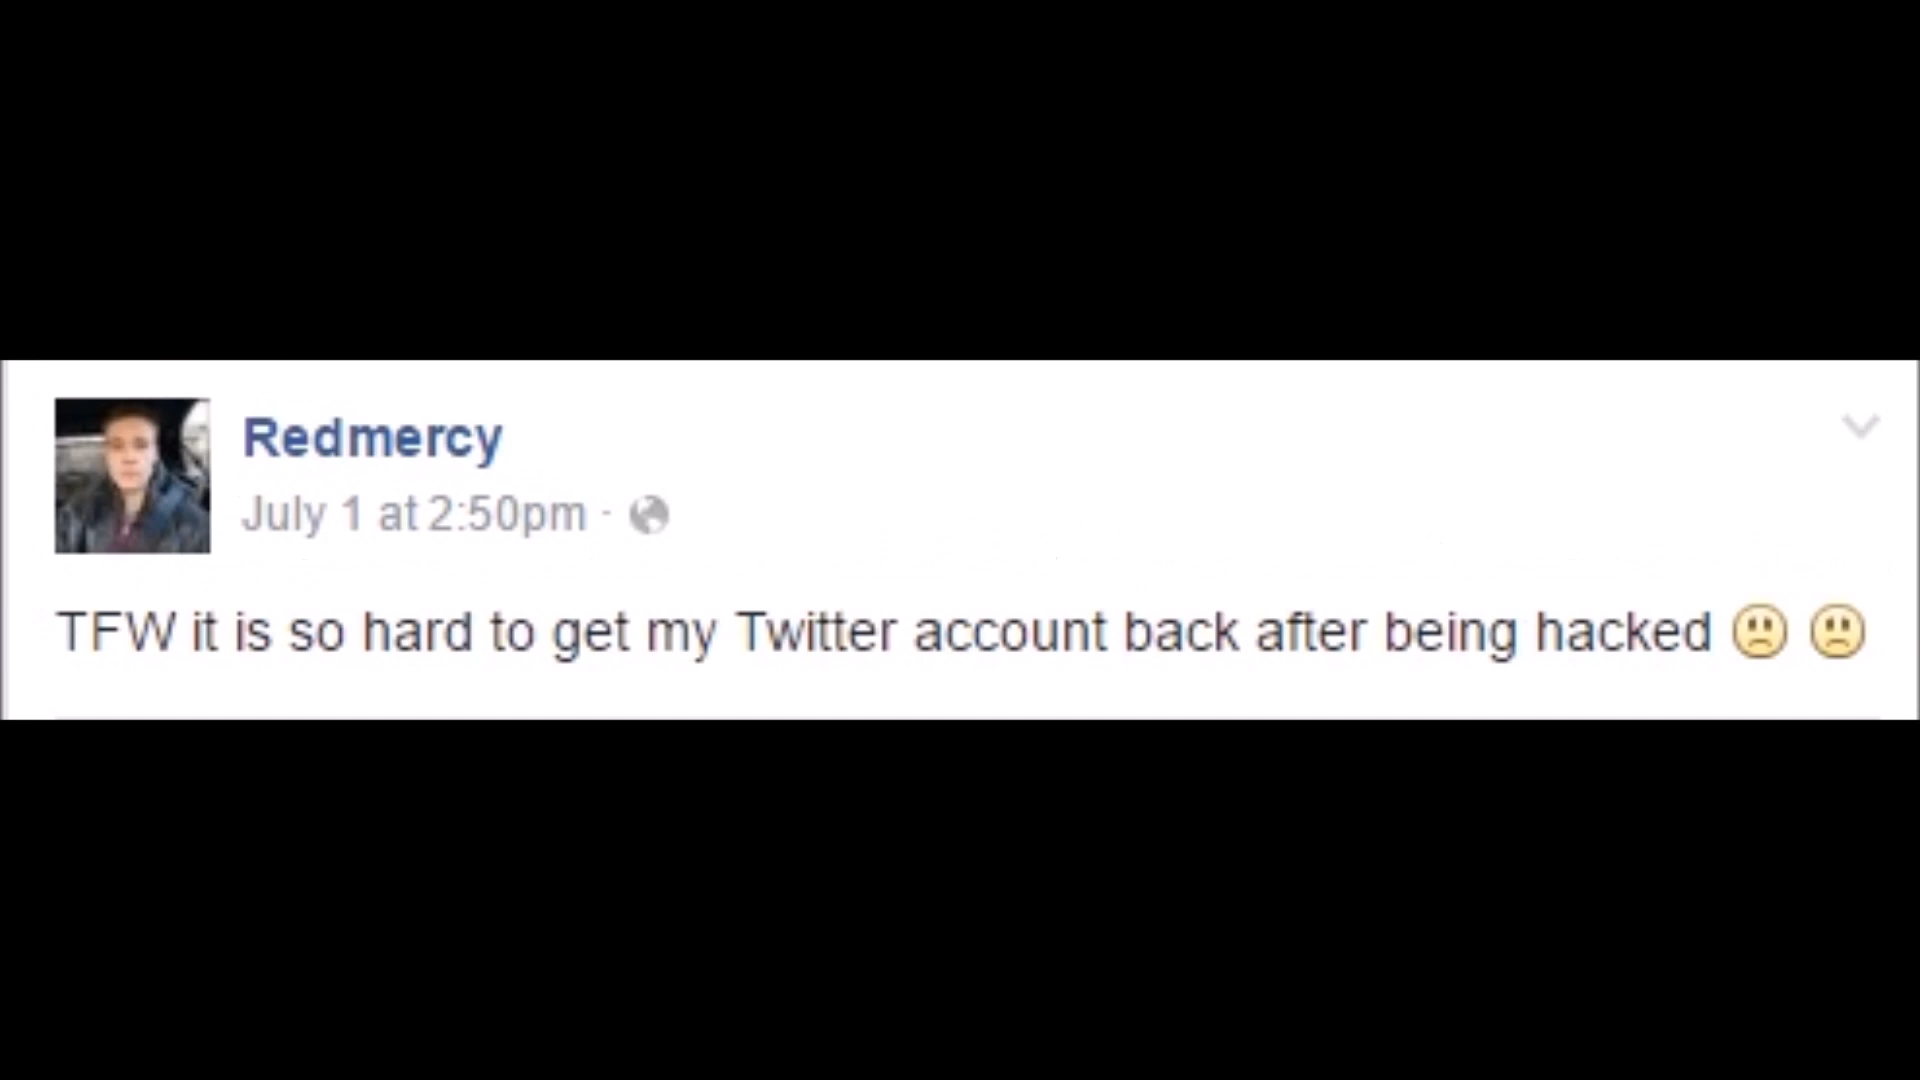 Redmercy
July 1 at 2:50pm ·
TFW it is so hard to get my Twitter account back after being hacked 🙁 🙁